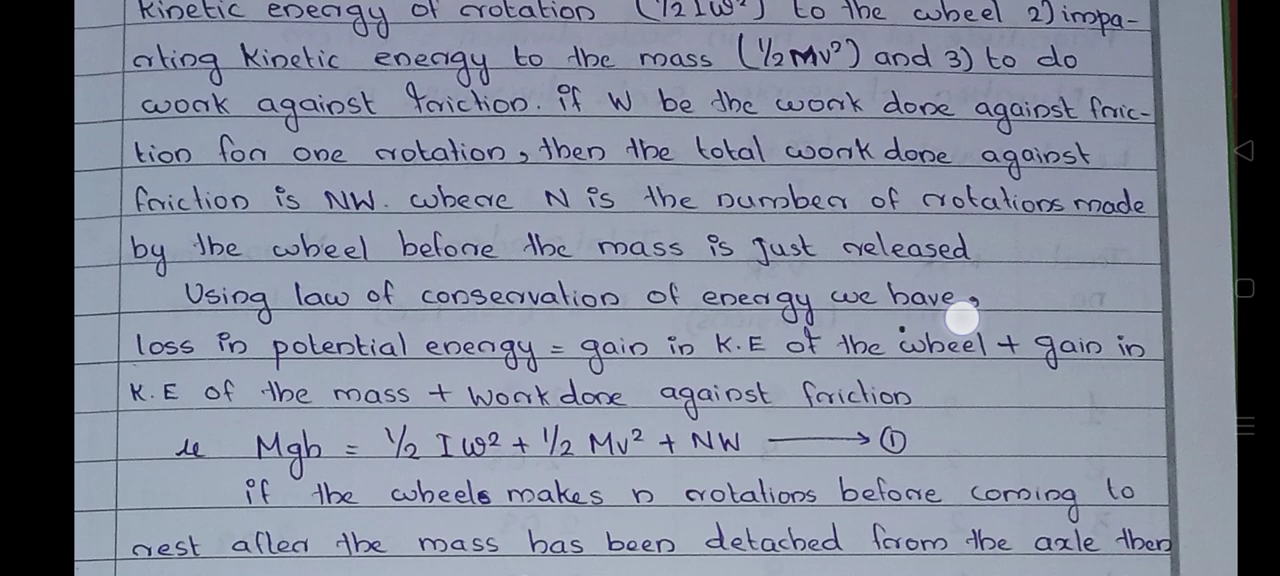 kinetic energy of rotation (1/2 Iω²) to the wheel 2) impa-
rting kinetic energy to the mass (1/2 Mv²) and 3) to do
work against friction. if W be the work done against fric-
tion for one rotation, then the total work done against
friction is NW. where N is the number of rotations made
by the wheel before the mass is just released
Using law of conservation of energy we have,
loss in potential energy = gain in K.E of the wheel + gain in
K.E of the mass + work done against friction
ie Mgh = 1/2 Iω² + 1/2 Mv² + NW ⟶ ①
if the wheels makes n rotations before coming to
rest after the mass has been detached from the axle then